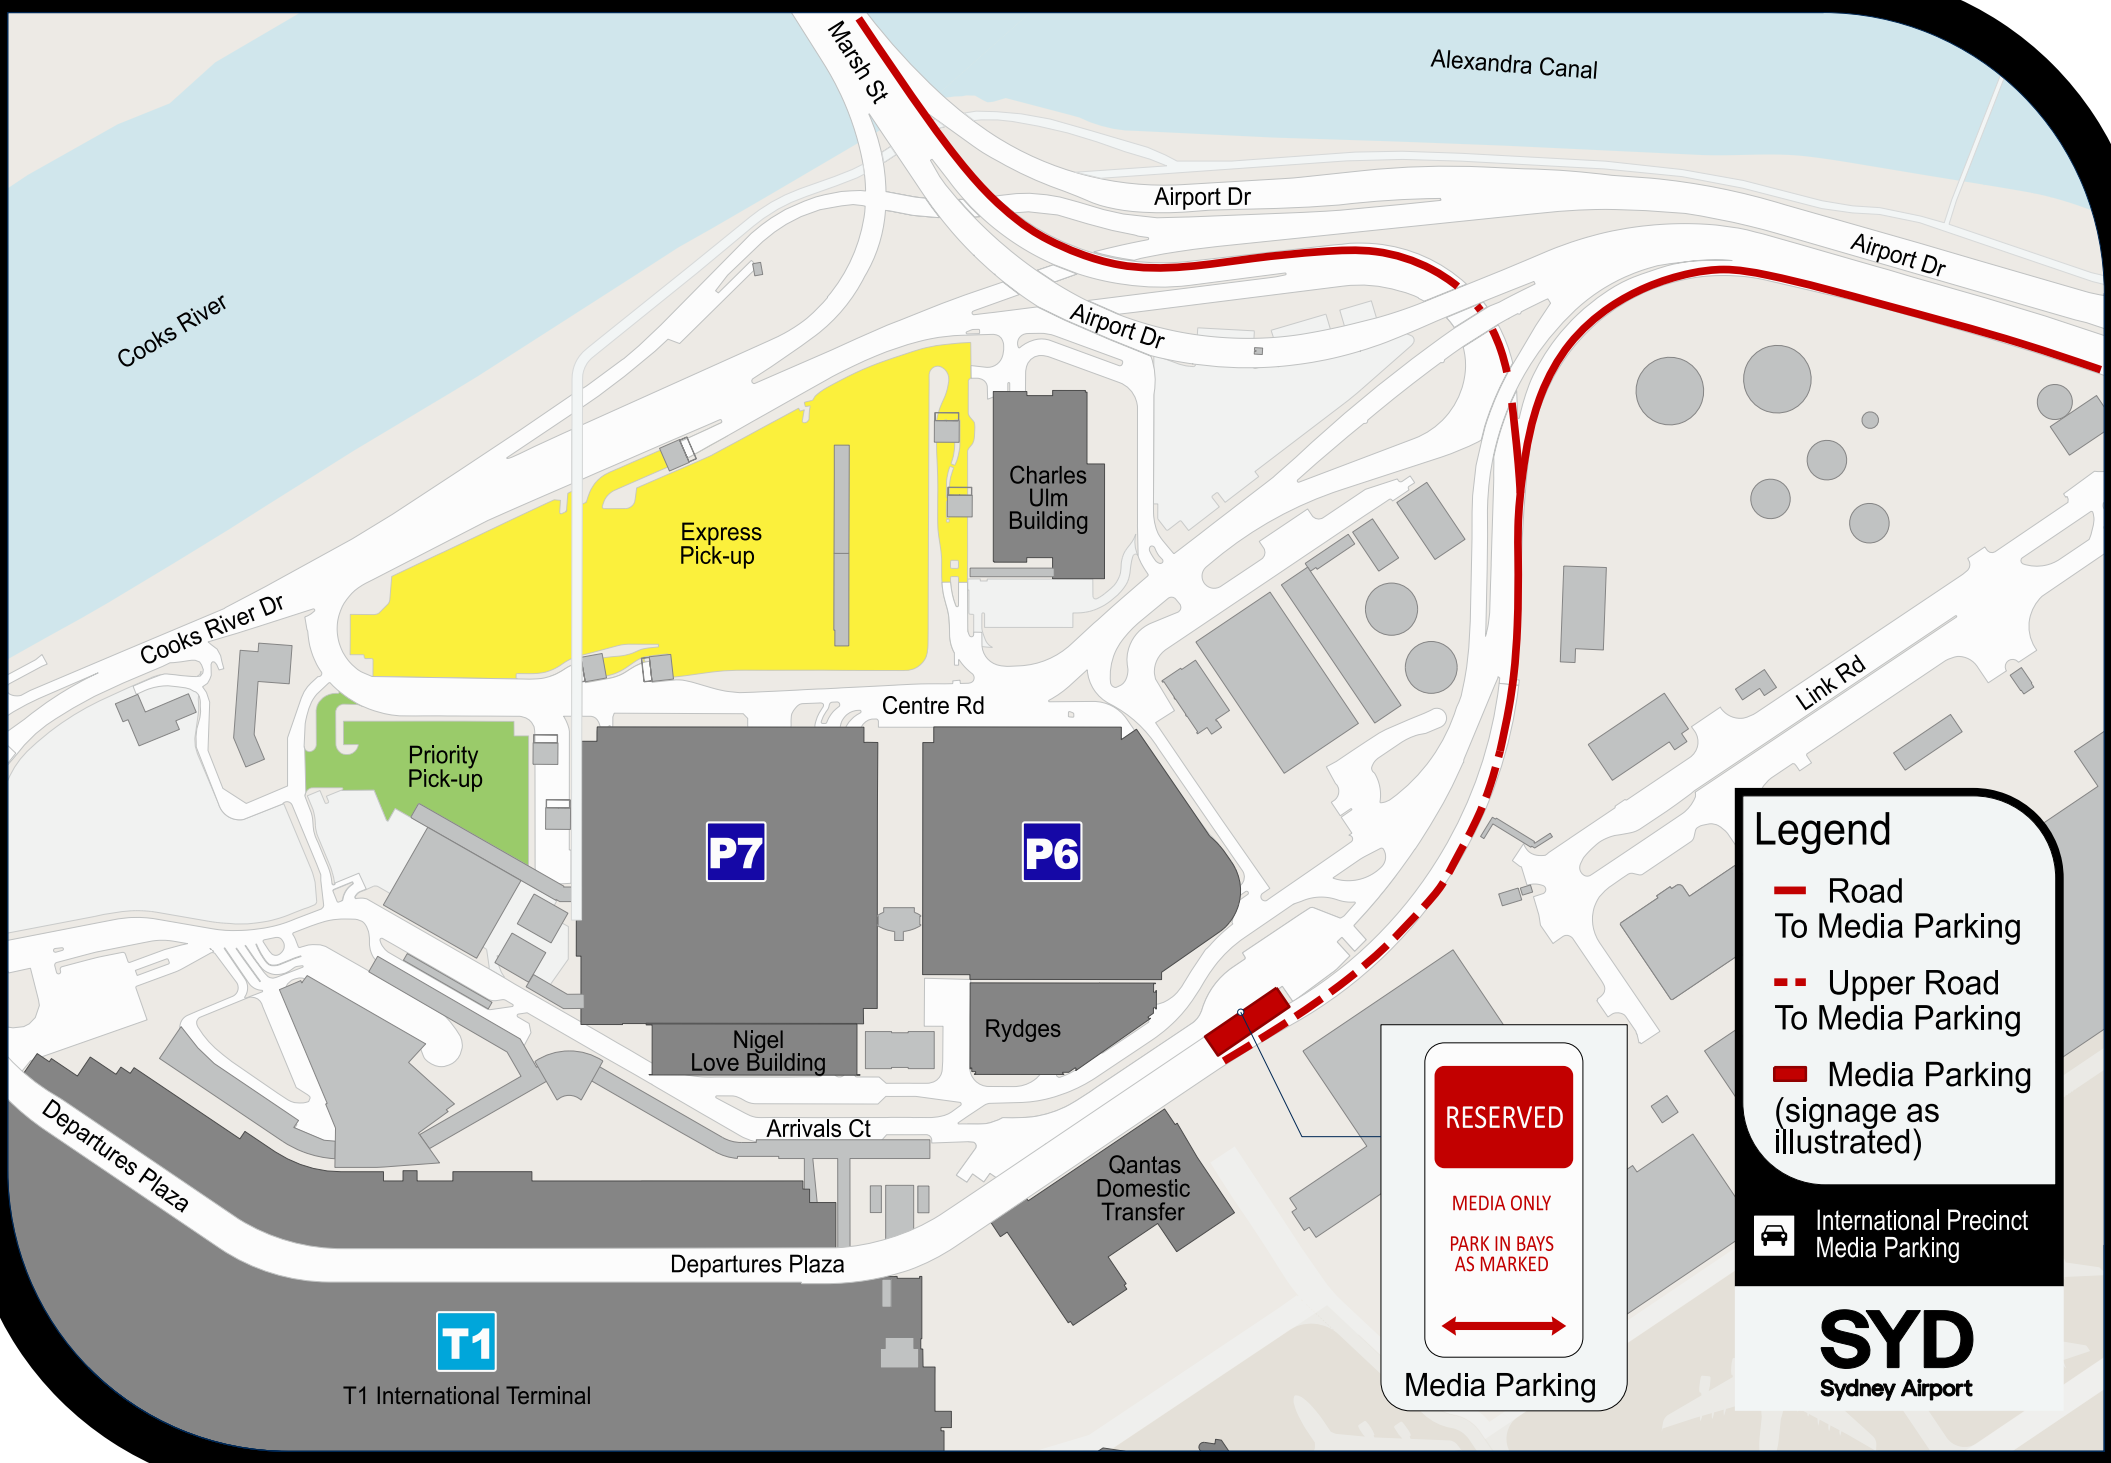 Marsh St
Alexandra Canal
Airport Dr
Airport Dr
Cooks River
Airport Dr
Charles
Ulm
Building
Express
Pick-up
Cooks River Dr
Link Rd
Centre Rd
Priority
Pick-up
P7
P6
Nigel
Love Building
Rydges
Arrivals Ct
Departures Plaza
Qantas
Domestic
Transfer
Departures Plaza
T1
T1 International Terminal
RESERVED
MEDIA ONLY
PARK IN BAYS
AS MARKED
Media Parking
Legend
Road
To Media Parking
Upper Road
To Media Parking
Media Parking
(signage as
illustrated)
International Precinct
Media Parking
SYD
Sydney Airport